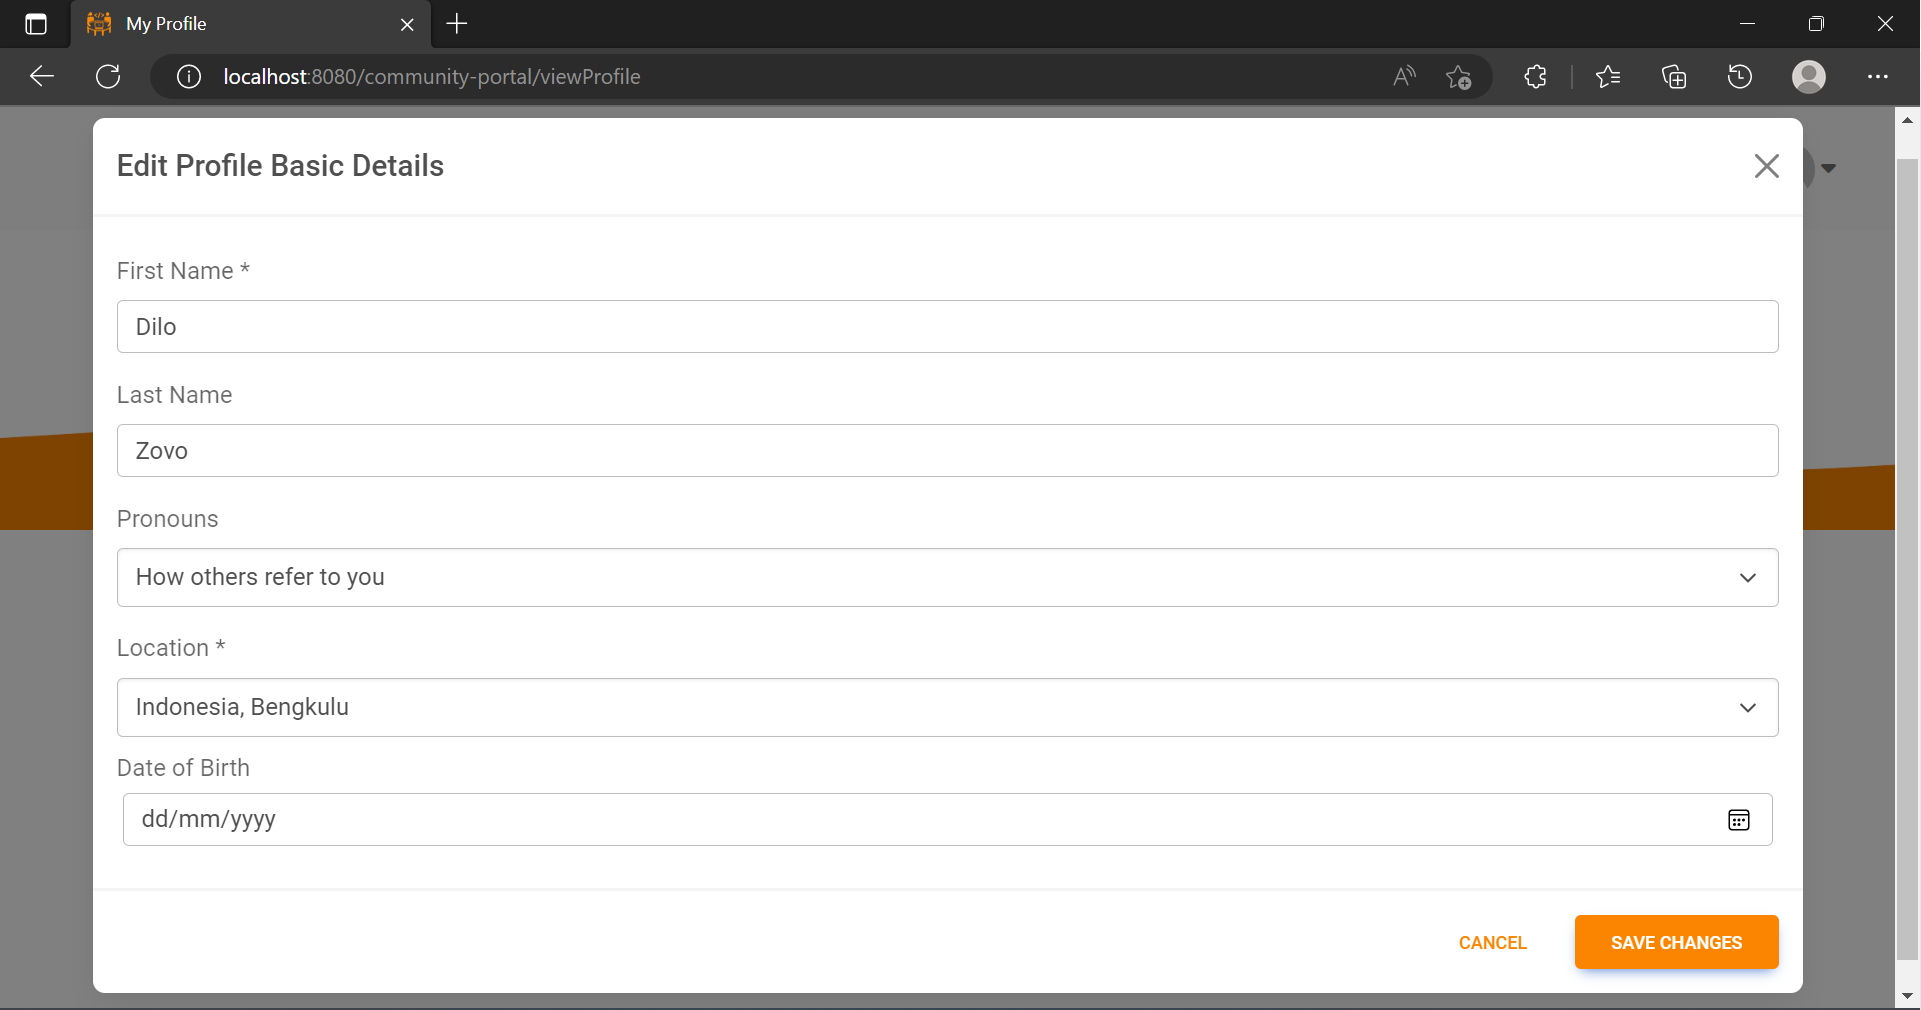 My Profile
localhost:8080/community-portal/viewProfile
Edit Profile Basic Details
First Name *
Dilo
Last Name
Zovo
Pronouns
How others refer to you
Location *
Indonesia, Bengkulu
Date of Birth
dd/mm/yyyy
CANCEL
SAVE CHANGES